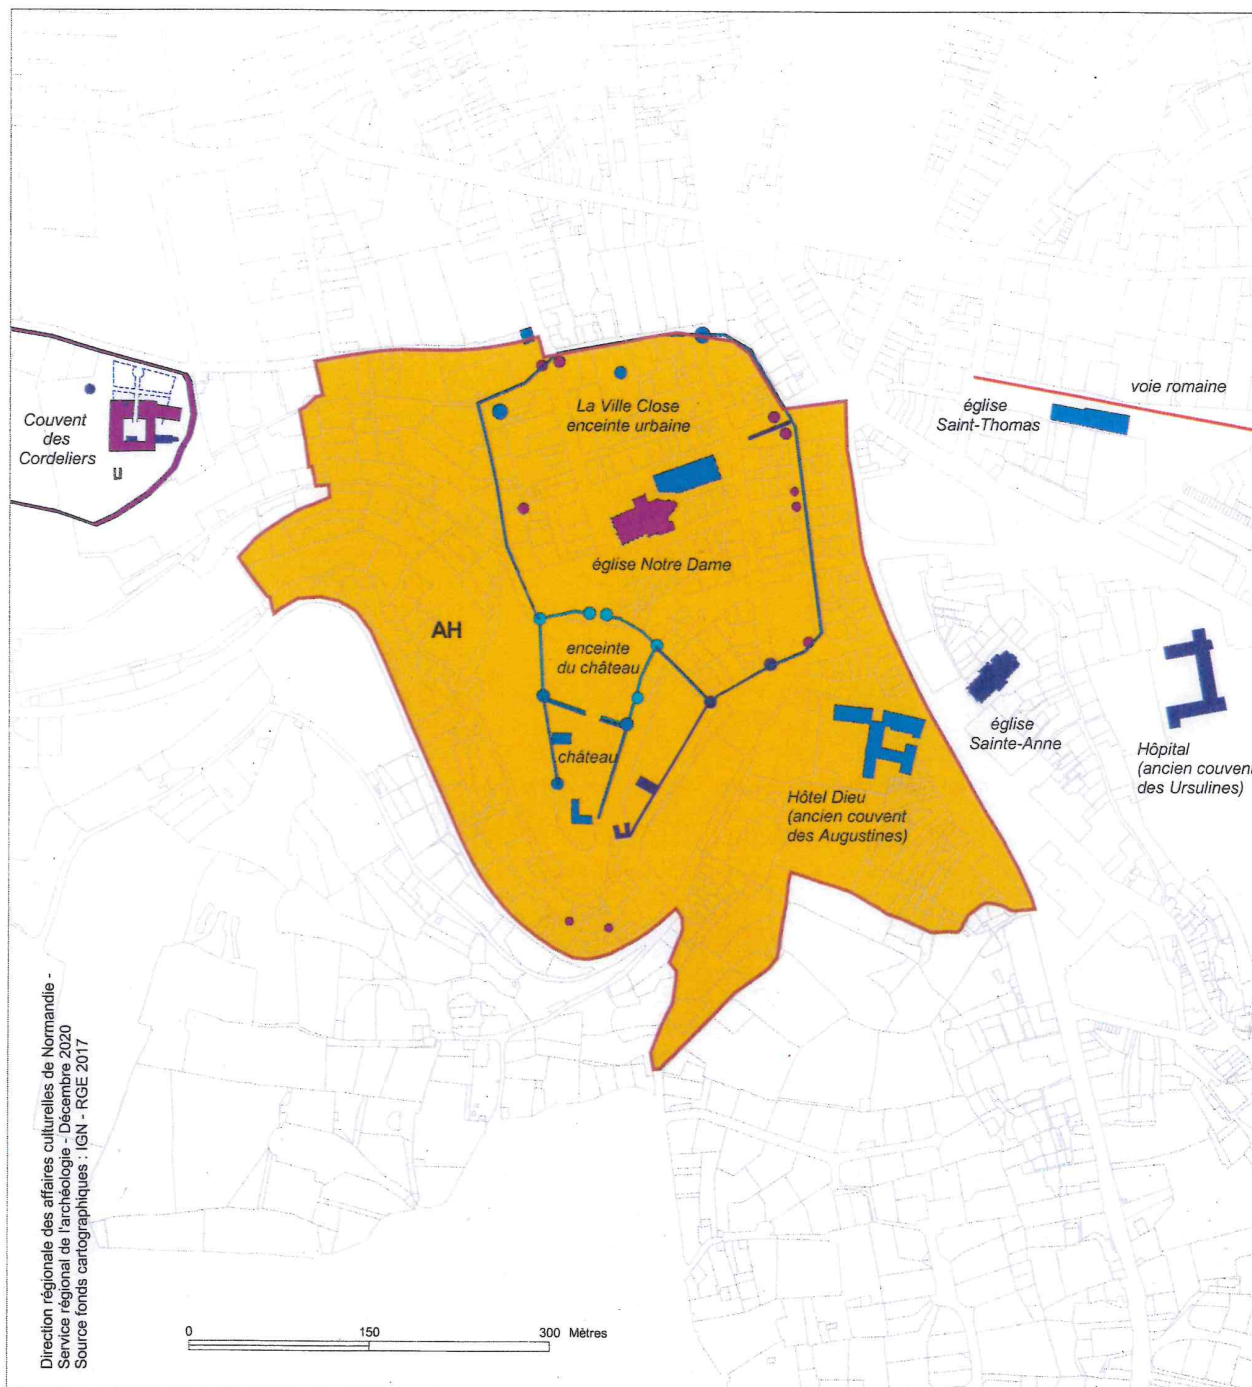 voie romaine
église
Saint-Thomas
La Ville Close
enceinte urbaine
Couvent
des
Cordeliers
église Notre Dame
AH
enceinte
du château
château
église
Sainte-Anne
Hôpital
(ancien couvent
des Ursulines)
Hôtel Dieu
(ancien couvent
des Augustines)
Direction régionale des affaires culturelles de Normandie -
Service régional de l'archéologie - Décembre 2020
Source fonds cartographiques : IGN - RGE 2017
0 150 300 Mètres